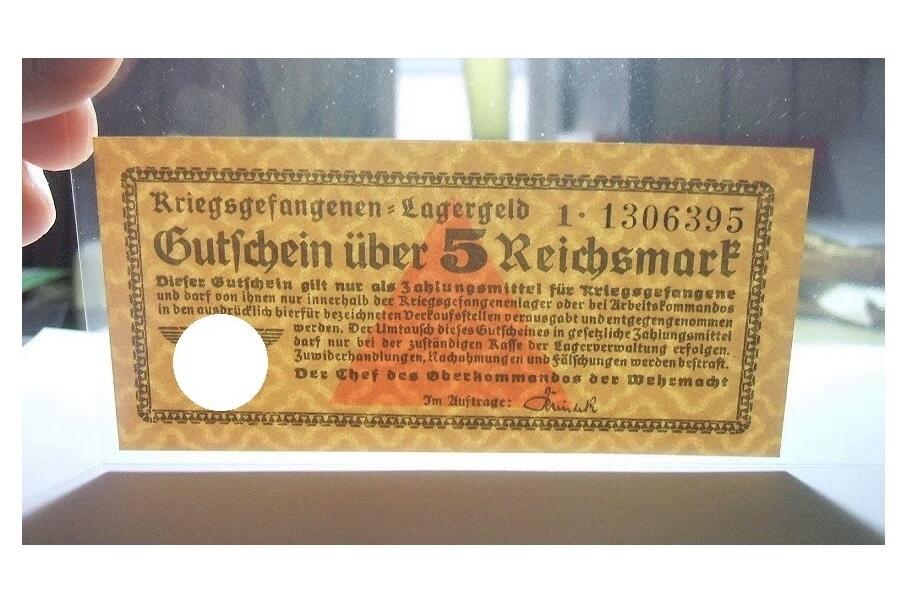 Kriegsgefangenen-Lagergeld
1· 1306395
Gutschein über 5 Reichsmark
Dieser Gutschein gilt nur als Zahlungsmittel für Kriegsgefangene
und darf von ihnen nur innerhalb der Kriegsgefangenenlager oder bei Arbeitskommandos
in den ausdrücklich hierfür bezeichneten Verkaufsstellen verausgabt und entgegengenommen
werden. Der Umtausch dieses Gutscheines in gesetzliche Zahlungsmittel
darf nur bei der zuständigen Kasse der Lagerverwaltung erfolgen.
Zuwiderhandlungen, Nachahmungen und Fälschungen werden bestraft.
Der Chef des Oberkommandos der Wehrmacht
Im Auftrage: